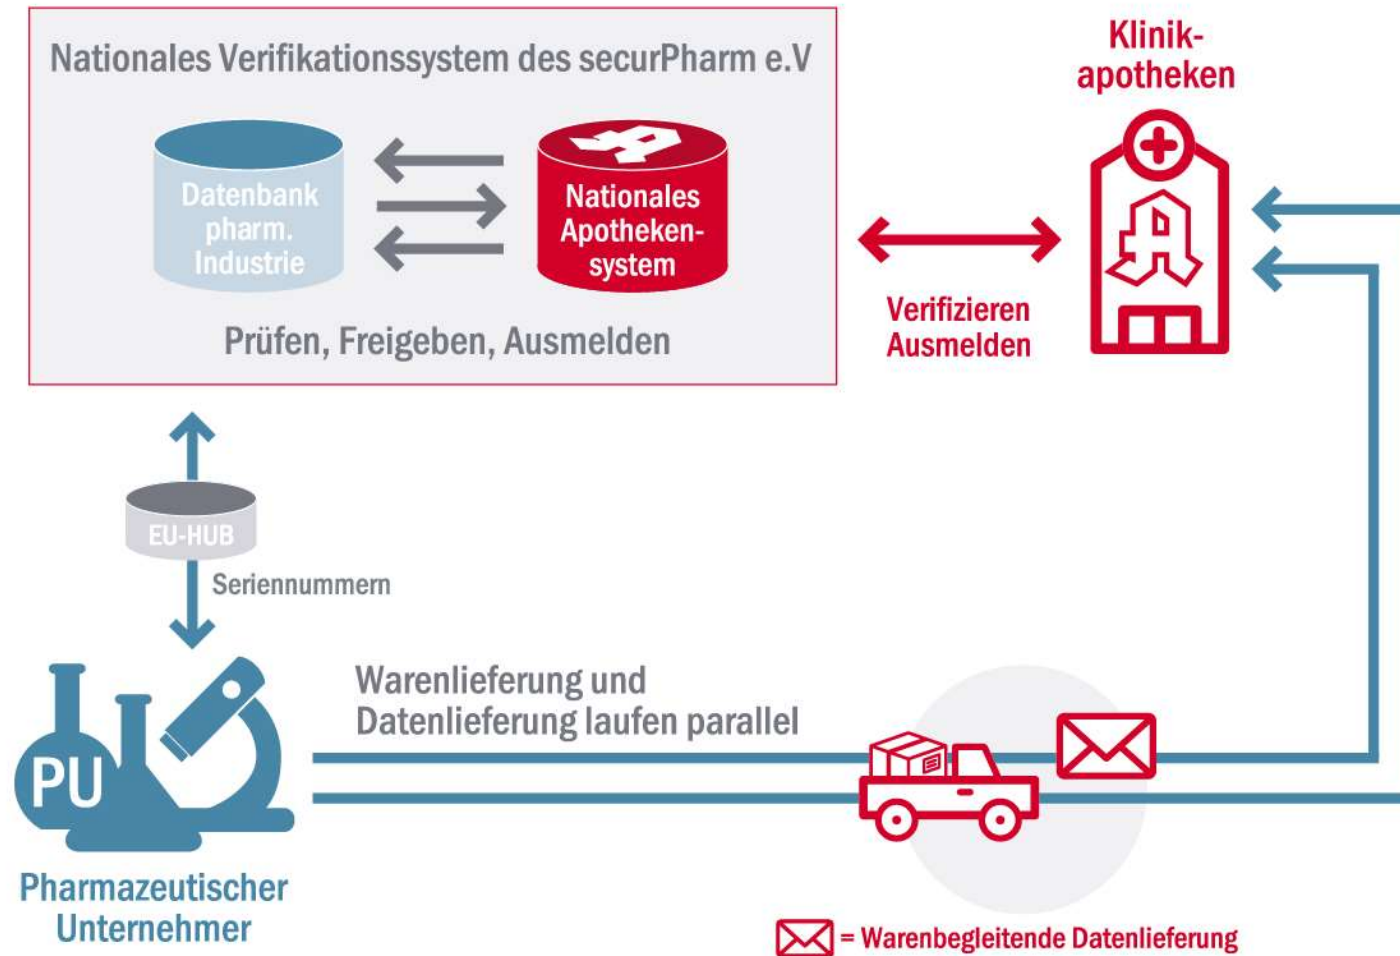 Nationales Verifikationssystem des securPharm e.V
Datenbank
pharm.
Industrie
Nationales
Apotheken-
system
Prüfen, Freigeben, Ausmelden
Klinik-
apotheken
Verifizieren
Ausmelden
EU-HUB
Seriennummern
Warenlieferung und
Datenlieferung laufen parallel
PU
Pharmazeutischer
Unternehmer
= Warenbegleitende Datenlieferung